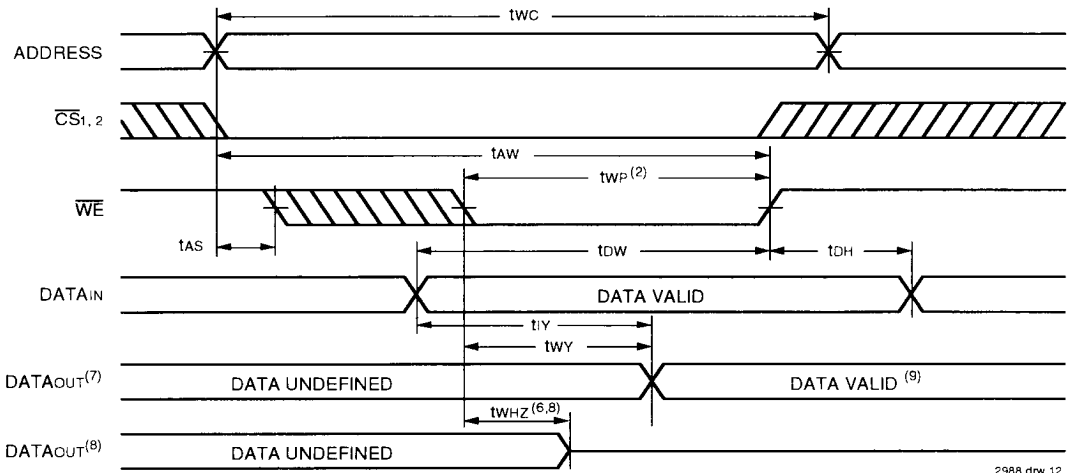 tWC
ADDRESS
CS1, 2
tAW
tWP(2)
WE
tAS
tDW
tDH
DATAIN
DATA VALID
tIY
tWY
DATAOUT(7)
DATA UNDEFINED
DATA VALID (9)
tWHZ(6,8)
DATAOUT(8)
DATA UNDEFINED
2988 drw 12